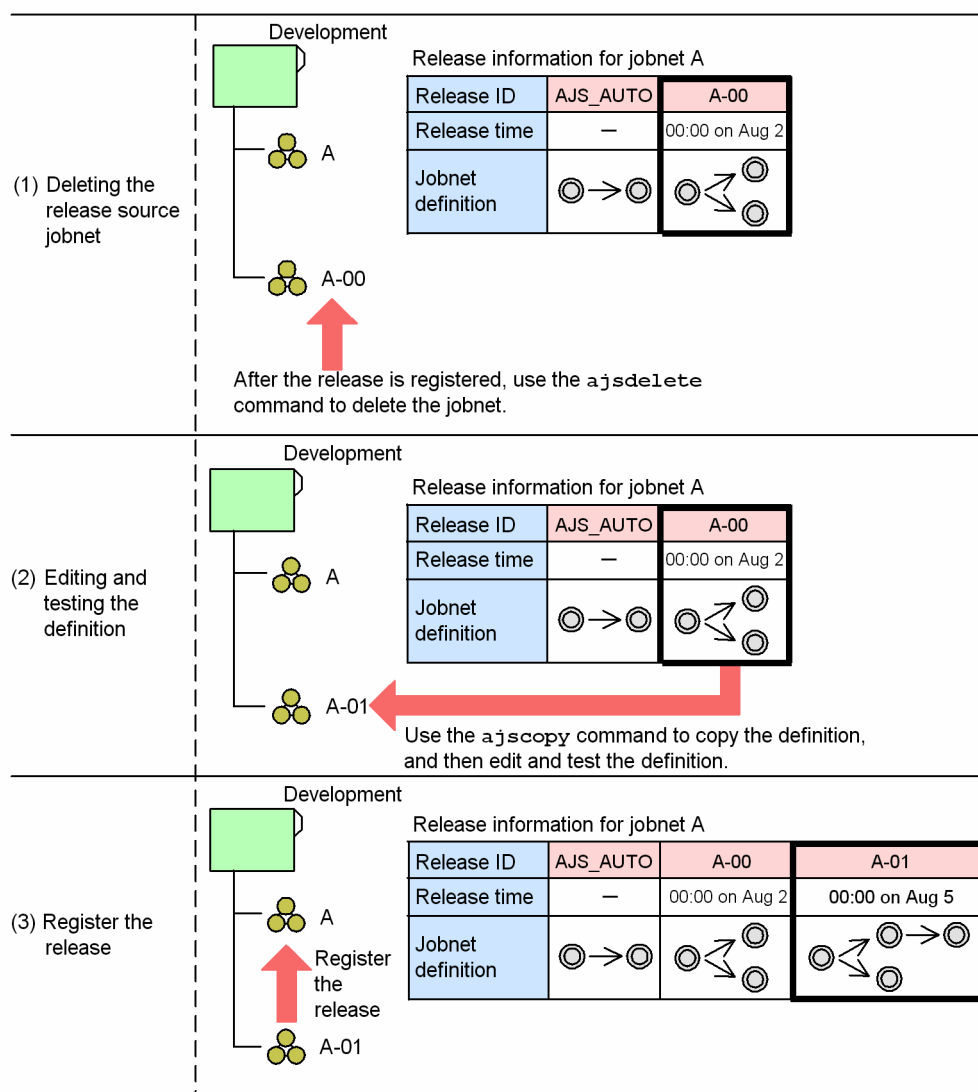 Development
Release information for jobnet A
Release ID AJS_AUTO A-00
Release time – 00:00 on Aug 2
Jobnet
definition
(1) Deleting the
release source
jobnet
A
A-00
After the release is registered, use the ajsdelete
command to delete the jobnet.
Development
Release information for jobnet A
Release ID AJS_AUTO A-00
Release time – 00:00 on Aug 2
Jobnet
definition
(2) Editing and
testing the
definition
A
A-01
Use the ajscopy command to copy the definition,
and then edit and test the definition.
Development
Release information for jobnet A
Release ID AJS_AUTO A-00 A-01
Release time – 00:00 on Aug 2 00:00 on Aug 5
Jobnet
definition
(3) Register the
release
A
Register
the
release
A-01